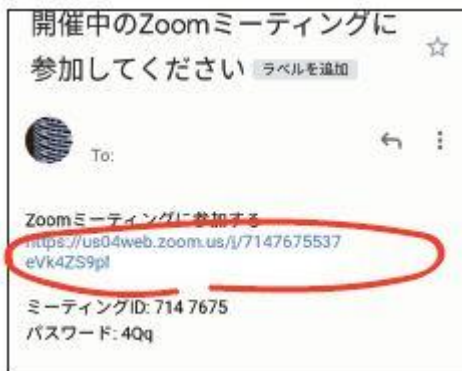 開催中のZoomミーティングに
参加してください ラベルを追加
To:
Zoomミーティングに参加する
https://us04web.zoom.us/j/7147675537
eVk4ZS9pl
ミーティングID: 714 7675
パスワード: 4Qq